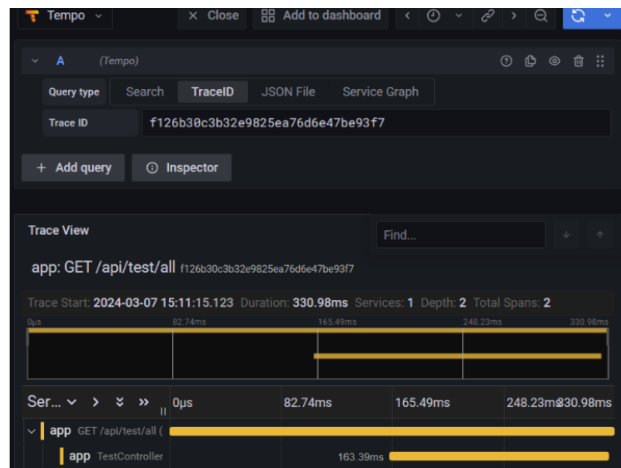 Tempo Close Add to dashboard
A (Tempo)
Query type Search TraceID JSON File Service Graph
Trace ID f126b30c3b32e9825ea76d6e47be93f7
+ Add query Inspector
Trace View Find...
app: GET /api/test/all f126b30c3b32e9825ea76d6e47be93f7
Trace Start: 2024-03-07 15:11:15.123 Duration: 330.98ms Services: 1 Depth: 2 Total Spans: 2
0μs 82.74ms 165.49ms 248.23ms 330.98ms
Ser... 0μs 82.74ms 165.49ms 248.23ms 330.98ms
app GET /api/test/all (
app TestController 163.39ms